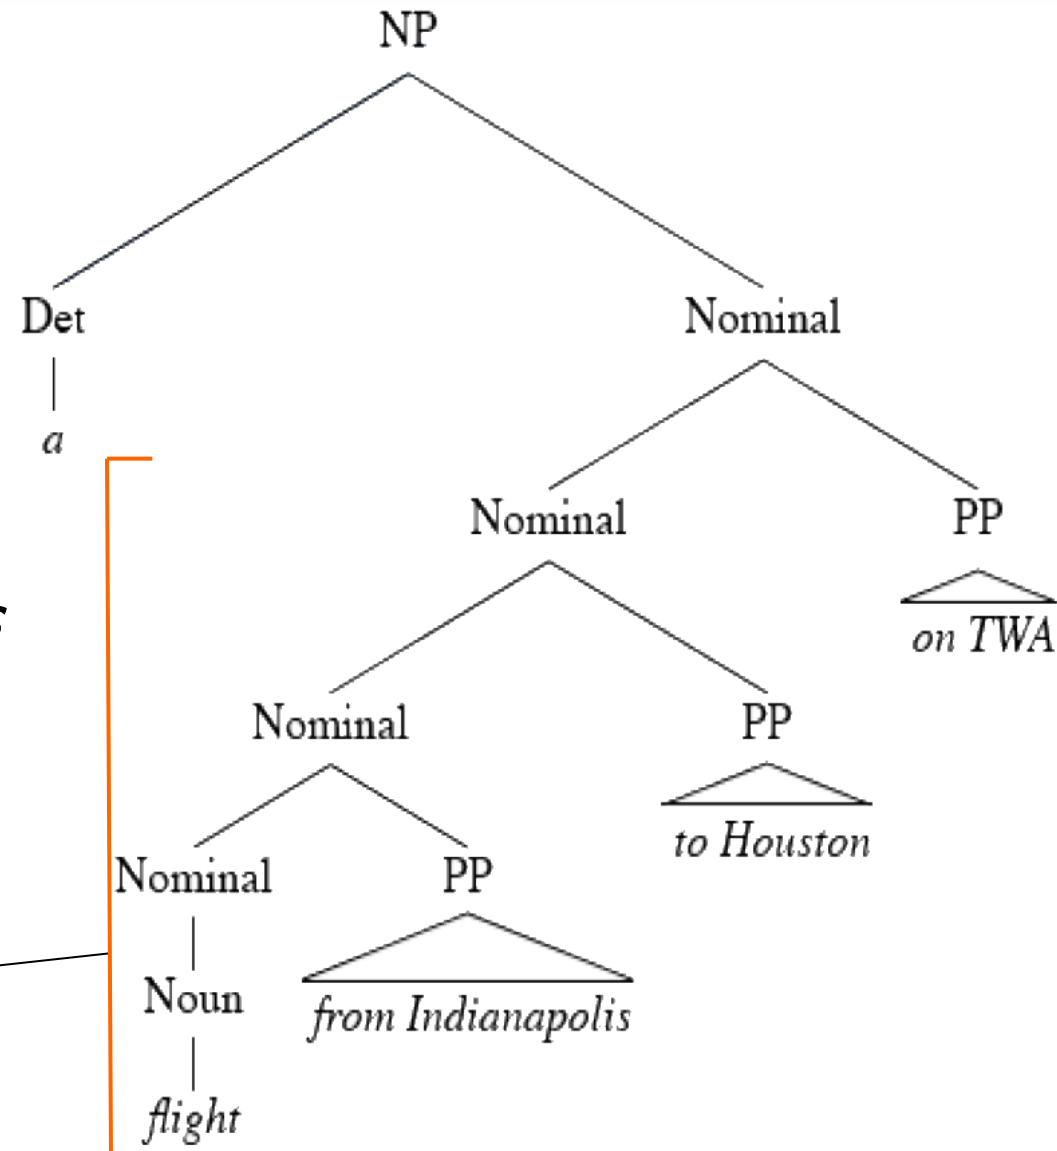 NP
Det Nominal
a
Nominal PP
on TWA
Nominal PP
to Houston
Nominal PP
Noun
from Indianapolis
flight